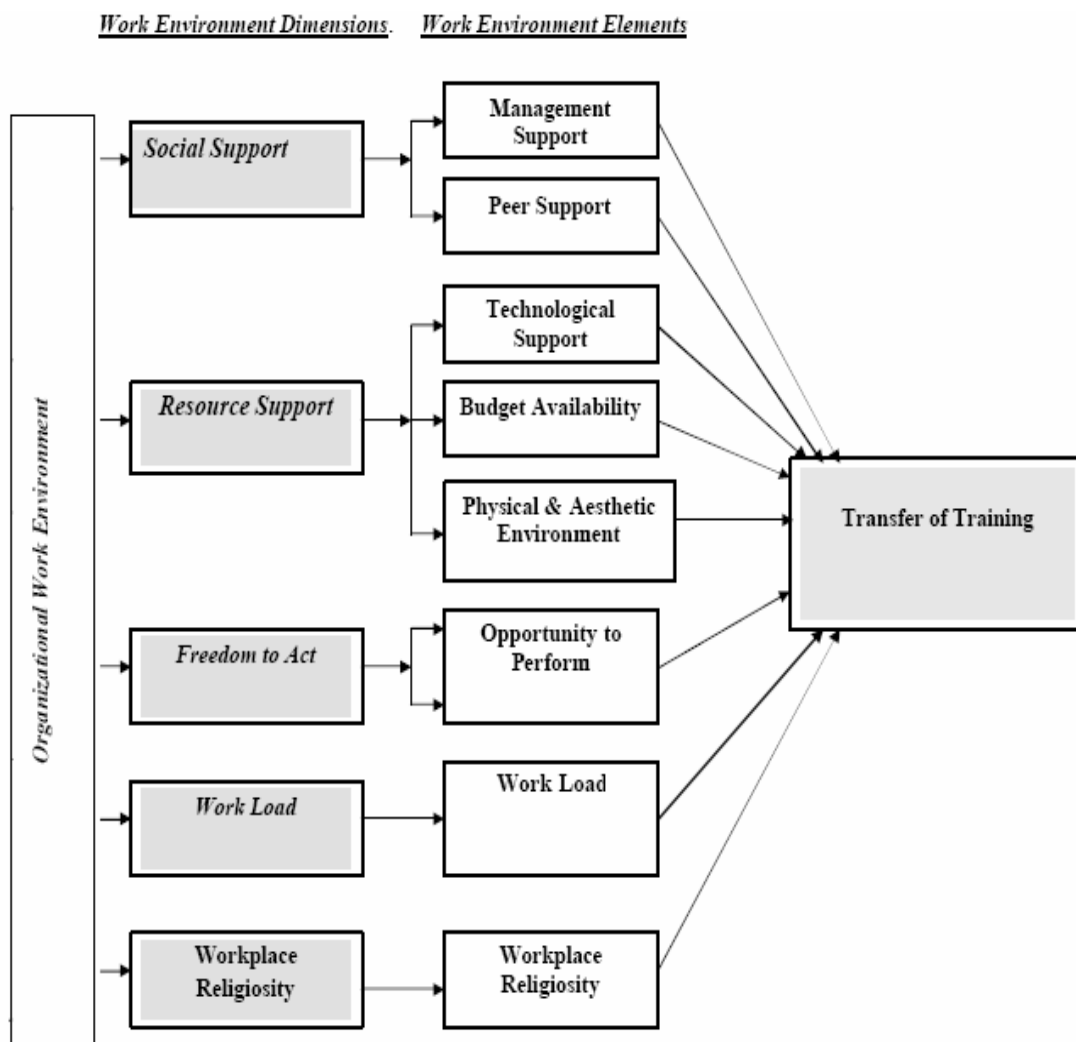 Work Environment Dimensions. Work Environment Elements
Organizational Work Environment
Social Support
Management
Support
Peer Support
Resource Support
Technological
Support
Budget Availability
Physical & Aesthetic
Environment
Transfer of Training
Freedom to Act
Opportunity to
Perform
Work Load
Work Load
Workplace
Religiosity
Workplace
Religiosity